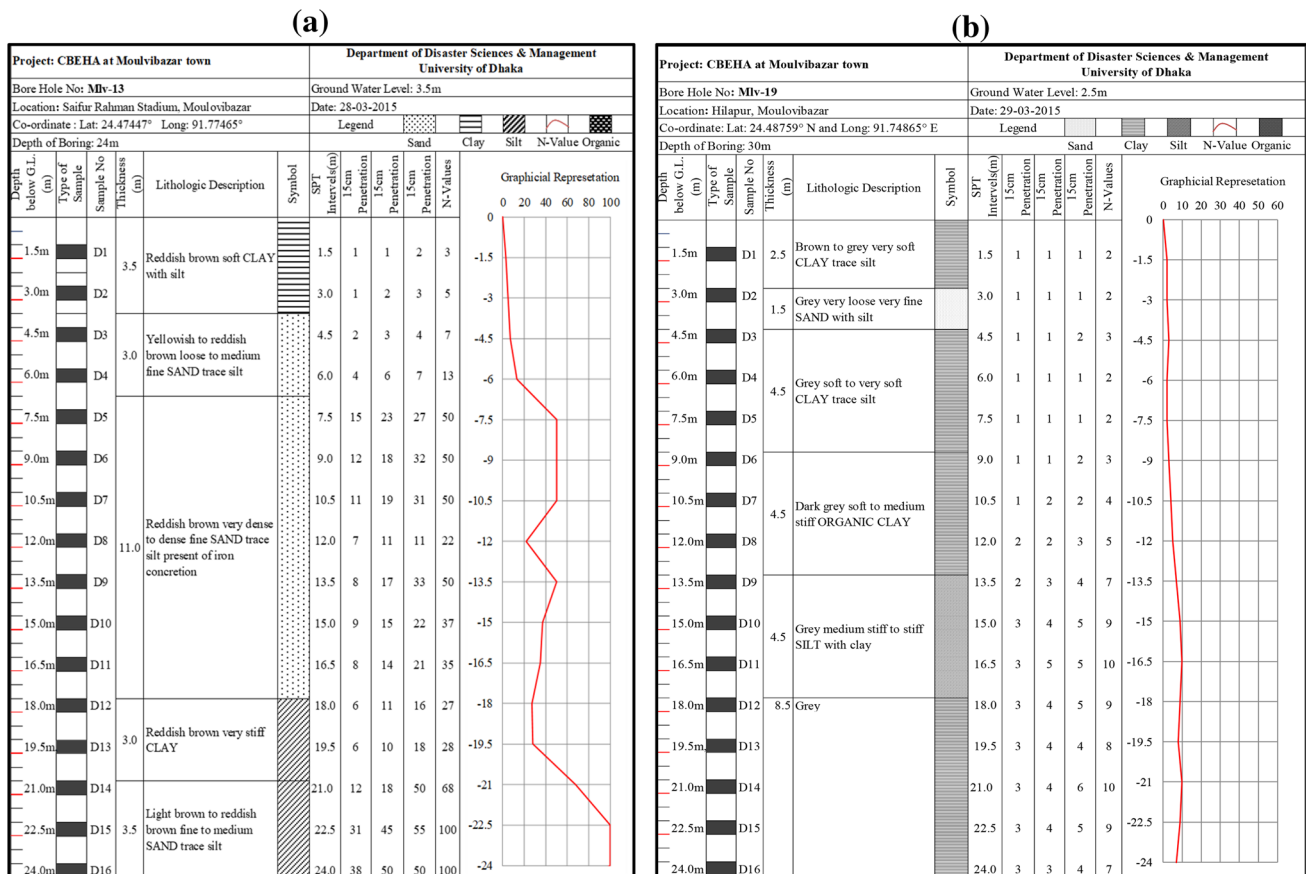 (a)
Project: CBEHA at Moulvibazar town
Department of Disaster Sciences & Management
University of Dhaka
Bore Hole No: Mlv-13
Ground Water Level: 3.5m
Location: Saifur Rahman Stadium, Moulovibazar
Date: 28-03-2015
Co-ordinate : Lat: 24.47447° Long: 91.77465°
Legend
Depth of Boring: 24m
Sand Clay Silt N-Value Organic
Depth below G.L. (m)
Type of Sample
Sample No
Thickness (m)
Lithologic Description
Symbol
SPT Intervels(m)
15cm Penetration
15cm Penetration
15cm Penetration
N-Values
Graphicial Represetation
0 20 40 60 80 100
0
1.5m D1 1.5 1 1 2 3 -1.5
3.5 Reddish brown soft CLAY
with silt
3.0m D2 3.0 1 2 3 5 -3
4.5m D3 4.5 2 3 4 7 -4.5
3.0 Yellowish to reddish
brown loose to medium
fine SAND trace silt
6.0m D4 6.0 4 6 7 13 -6
7.5m D5 7.5 15 23 27 50 -7.5
9.0m D6 9.0 12 18 32 50 -9
10.5m D7 10.5 11 19 31 50 -10.5
11.0 Reddish brown very dense
to dense fine SAND trace
silt present of iron
concretion
12.0m D8 12.0 7 11 11 22 -12
13.5m D9 13.5 8 17 33 50 -13.5
15.0m D10 15.0 9 15 22 37 -15
16.5m D11 16.5 8 14 21 35 -16.5
18.0m D12 18.0 6 11 16 27 -18
3.0 Reddish brown very stiff
CLAY
19.5m D13 19.5 6 10 18 28 -19.5
21.0m D14 21.0 12 18 50 68 -21
3.5 Light brown to reddish
brown fine to medium
SAND trace silt
22.5m D15 22.5 31 45 55 100 -22.5
24.0m D16 24.0 38 50 50 100 -24
(b)
Project: CBEHA at Moulvibazar town
Department of Disaster Sciences & Management
University of Dhaka
Bore Hole No: Mlv-19
Ground Water Level: 2.5m
Location: Hilapur, Moulovibazar
Date: 29-03-2015
Co-ordinate: Lat: 24.48759° N and Long: 91.74865° E
Legend
Depth of Boring: 30m
Sand Clay Silt N-Value Organic
Depth below G.L. (m)
Type of Sample
Sample No
Thickness (m)
Lithologic Description
Symbol
SPT Intervels(m)
15cm Penetration
15cm Penetration
15cm Penetration
N-Values
Graphicial Represetation
0 10 20 30 40 50 60
0
1.5m D1 1.5 1 1 1 2 -1.5
2.5 Brown to grey very soft
CLAY trace silt
3.0m D2 3.0 1 1 1 2 -3
1.5 Grey very loose very fine
SAND with silt
4.5m D3 4.5 1 1 2 3 -4.5
6.0m D4 6.0 1 1 1 2 -6
4.5 Grey soft to very soft
CLAY trace silt
7.5m D5 7.5 1 1 1 2 -7.5
9.0m D6 9.0 1 1 2 3 -9
10.5m D7 10.5 1 2 2 4 -10.5
4.5 Dark grey soft to medium
stiff ORGANIC CLAY
12.0m D8 12.0 2 2 3 5 -12
13.5m D9 13.5 2 3 4 7 -13.5
15.0m D10 15.0 3 4 5 9 -15
4.5 Grey medium stiff to stiff
SILT with clay
16.5m D11 16.5 3 5 5 10 -16.5
18.0m D12 8.5 Grey 18.0 3 4 5 9 -18
19.5m D13 19.5 3 4 4 8 -19.5
21.0m D14 21.0 3 4 6 10 -21
22.5m D15 22.5 3 4 5 9 -22.5
24.0m D16 24.0 3 3 4 7 -24